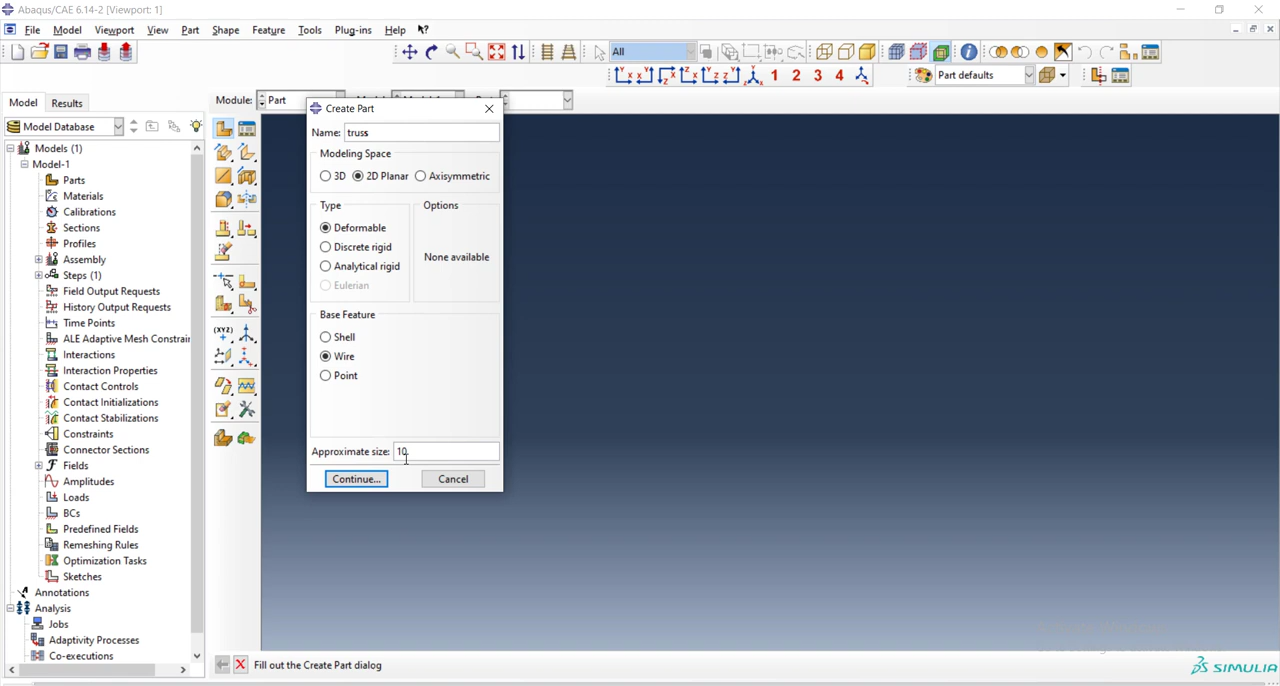 Abaqus/CAE 6.14-2 [Viewport: 1]
File Model Viewport View Part Shape Feature Tools Plug-ins Help
All
1 2 3 4 Part defaults
Model Results Module: Part
Model Database
Create Part
Name: truss
Modeling Space
3D 2D Planar Axisymmetric
Type Options
Deformable
Discrete rigid
None available
Analytical rigid
Eulerian
Base Feature
Shell
Wire
Point
Approximate size: 10
Continue... Cancel
Models (1)
Model-1
Parts
Materials
Calibrations
Sections
Profiles
Assembly
Steps (1)
Field Output Requests
History Output Requests
Time Points
ALE Adaptive Mesh Constrain
Interactions
Interaction Properties
Contact Controls
Contact Initializations
Contact Stabilizations
Constraints
Connector Sections
Fields
Amplitudes
Loads
BCs
Predefined Fields
Remeshing Rules
Optimization Tasks
Sketches
Annotations
Analysis
Jobs
Adaptivity Processes
Co-executions
(XYZ)
Fill out the Create Part dialog
SIMULIA